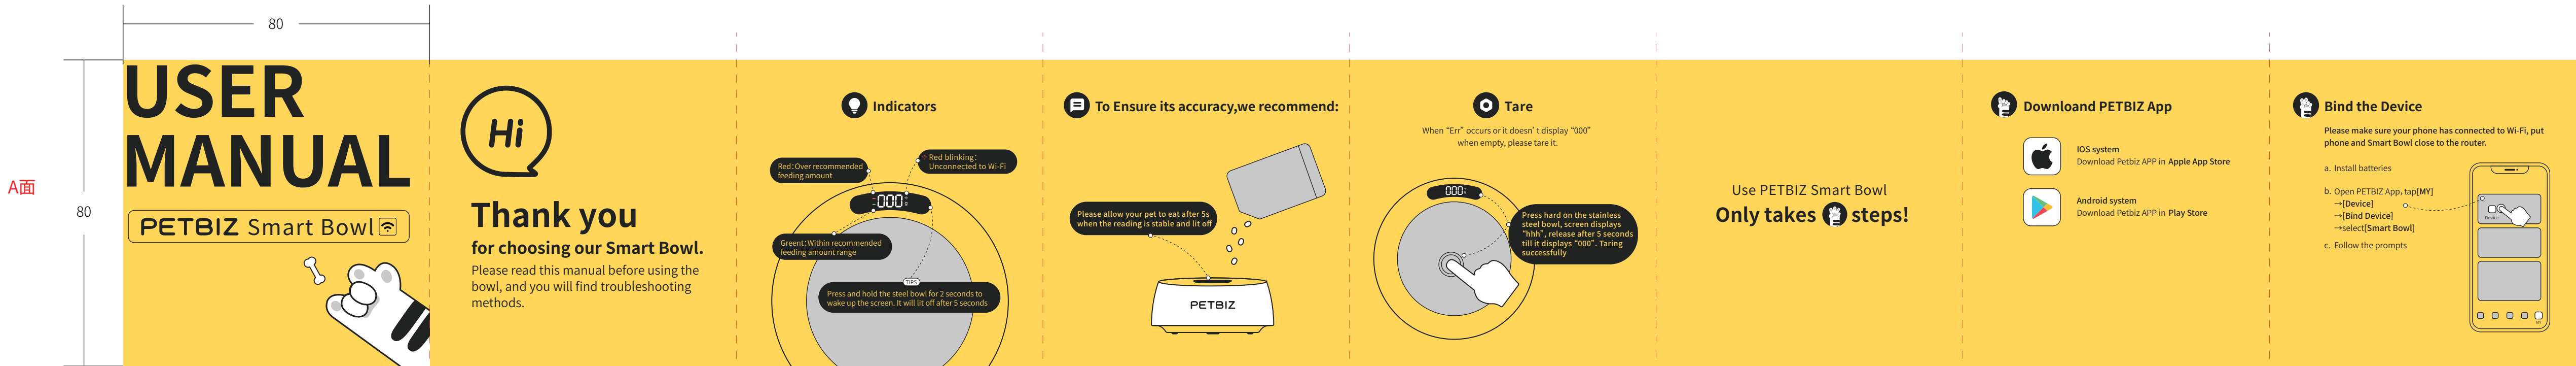 80
A面
80
USER
MANUAL
PETBIZ Smart Bowl
Hi
Thank you
for choosing our Smart Bowl.
Please read this manual before using the
bowl, and you will find troubleshooting
methods.
Indicators
Red:Over recommended
feeding amount
Red blinking:
Unconnected to Wi-Fi
000
Greent:Within recommended
feeding amount range
TIPS
Press and hold the steel bowl for 2 seconds to
wake up the screen. It will lit off after 5 seconds
To Ensure its accuracy,we recommend:
Please allow your pet to eat after 5s
when the reading is stable and lit off
PETBIZ
Tare
When “Err” occurs or it doesn’t display “000”
when empty, please tare it.
000
Press hard on the stainless
steel bowl, screen displays
“hhh”, release after 5 seconds
till it displays “000”. Taring
successfully
Use PETBIZ Smart Bowl
Only takes steps!
Downloand PETBIZ App
IOS system
Download Petbiz APP in Apple App Store
Android system
Download Petbiz APP in Play Store
Bind the Device
Please make sure your phone has connected to Wi-Fi, put
phone and Smart Bowl close to the router.
a. Install batteries
b. Open PETBIZ App, tap[MY]
→[Device]
→[Bind Device]
→select[Smart Bowl]
c. Follow the prompts
Device
MY